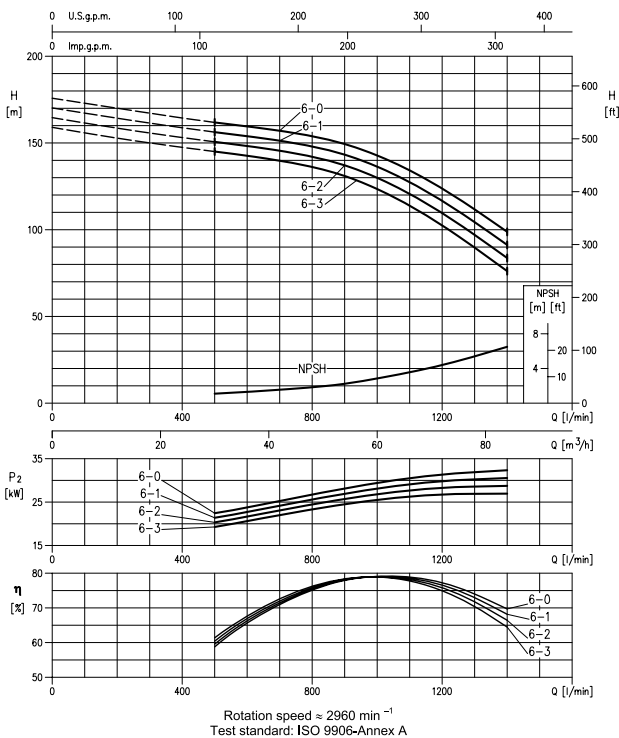 0 U.S.g.p.m. 100 200 300 400
0 Imp.g.p.m. 100 200 300
200
H
[m]
150
100
50
0
600
H
[ft]
500
400
300
200
100
0
6-0
6-1
6-2
6-3
NPSH
NPSH
[m] [ft]
8
20
4
10
0 400 800 1200 Q [l/min]
0 20 40 60 80 Q [m³/h]
35
P₂
[kW]
25
15
6-0
6-1
6-2
6-3
0 400 800 1200 Q [l/min]
80
η
[%]
70
60
50
6-0
6-1
6-2
6-3
0 400 800 1200 Q [l/min]
Rotation speed ≈ 2960 min ⁻¹
Test standard: ISO 9906-Annex A